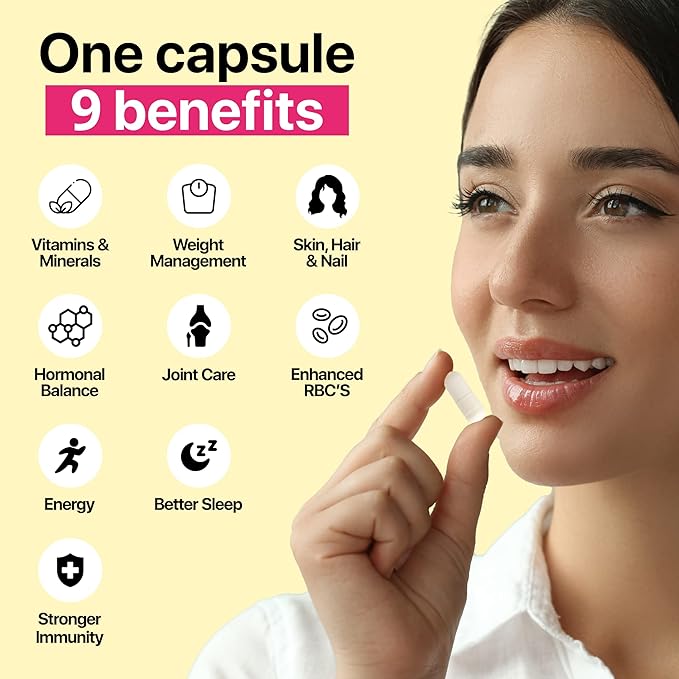 One capsule
9 benefits
Vitamins &
Minerals
Weight
Management
Skin, Hair
& Nail
Hormonal
Balance
Joint Care
Enhanced
RBC'S
Energy
Better Sleep
zz
Stronger
Immunity